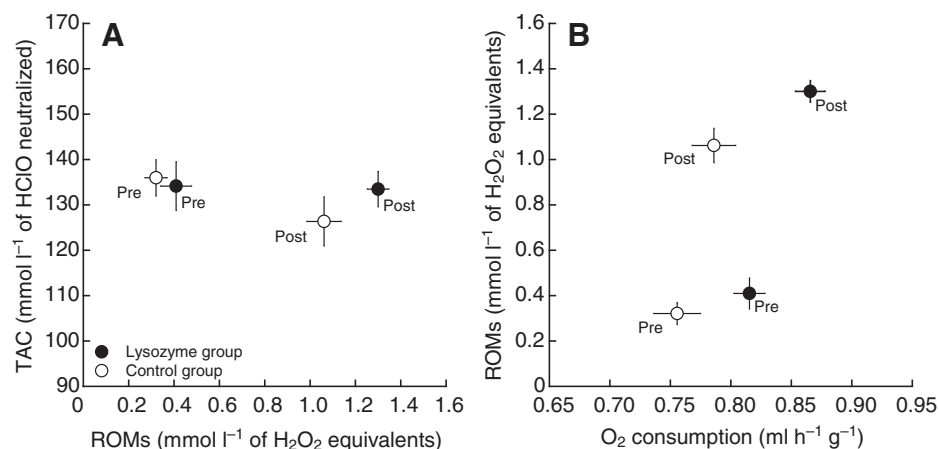 A
170
160
150
140
130
120
110
100
90
TAC (mmol l⁻¹ of HClO neutralized)
Pre
Pre
Post
Post
Lysozyme group
Control group
0 0.2 0.4 0.6 0.8 1.0 1.2 1.4 1.6
ROMs (mmol l⁻¹ of H₂O₂ equivalents)
B
1.6
1.4
1.2
1.0
0.8
0.6
0.4
0.2
0
ROMs (mmol l⁻¹ of H₂O₂ equivalents)
Post
Post
Pre
Pre
0.65 0.70 0.75 0.80 0.85 0.90 0.95
O₂ consumption (ml h⁻¹ g⁻¹)